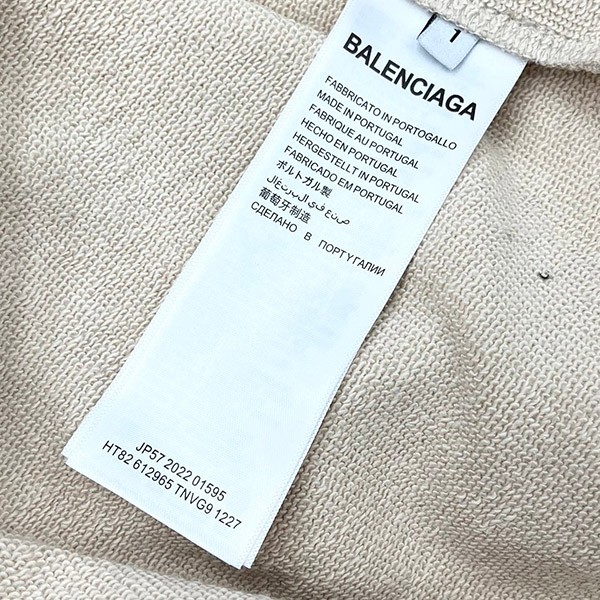 1
BALENCIAGA
FABBRICATO IN PORTOGALLO
MADE IN PORTUGAL
FABRIQUE AU PORTUGAL
HECHO EN PORTUGAL
HERGESTELLT IN PORTUGAL
FABRICADO EM PORTUGAL
ポルトガル製
صنع في البرتغال
葡萄牙制造
СДЕЛАНО В ПОРТУГАЛИИ
JP57 2022 01595
HT82 612965 TNVG9 1227